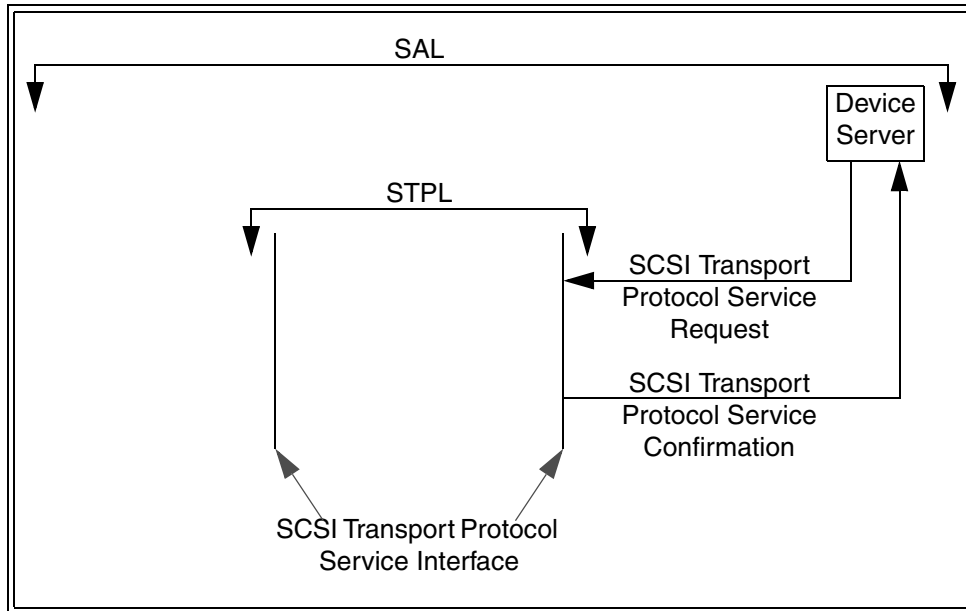 SAL
Device
Server
STPL
SCSI Transport
Protocol Service
Request
SCSI Transport
Protocol Service
Confirmation
SCSI Transport Protocol
Service Interface